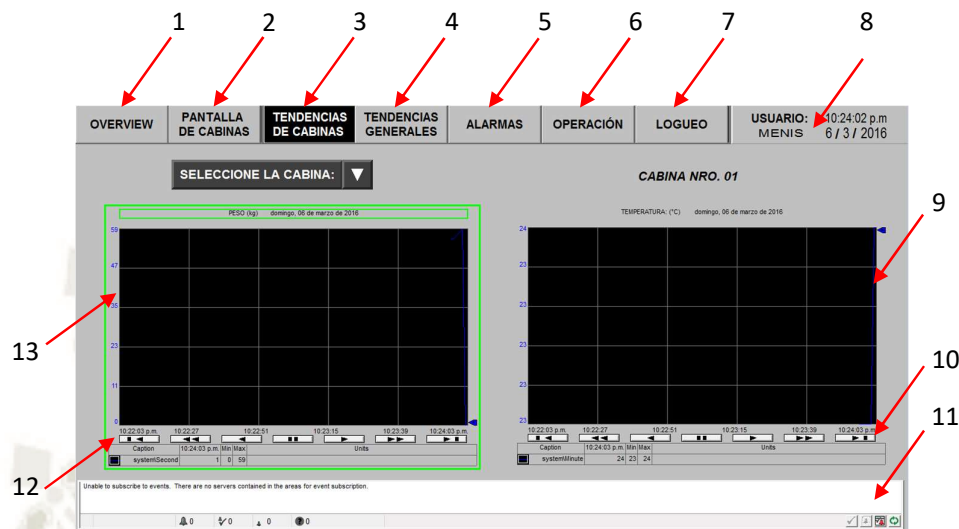 1 2 3 4 5 6 7 8
OVERVIEW PANTALLA DE CABINAS TENDENCIAS DE CABINAS TENDENCIAS GENERALES ALARMAS OPERACIÓN LOGUEO USUARIO: 10:24:02 p.m
MENIS 6 / 3 / 2016
SELECCIONE LA CABINA: CABINA NRO. 01
9
PESO (kg) domingo, 06 de marzo de 2016
59
47
35
23
11
0
10:22:03 p.m. 10:22:27 10:22:51 10:23:15 10:23:39 10:24:03 p.m.
Caption 10:24:03 p.m. Min Max Units
system\Second 1 0 59
TEMPERATURA: (°C) domingo, 06 de marzo de 2016
24
23
23
23
23
23
10:22:03 p.m. 10:22:27 10:22:51 10:23:15 10:23:39 10:24:03 p.m.
Caption 10:24:03 p.m. Min Max Units
system\Minute 24 23 24
13
10
11
12
Unable to subscribe to events. There are no servers contained in the areas for event subscription.
0 0 0 0